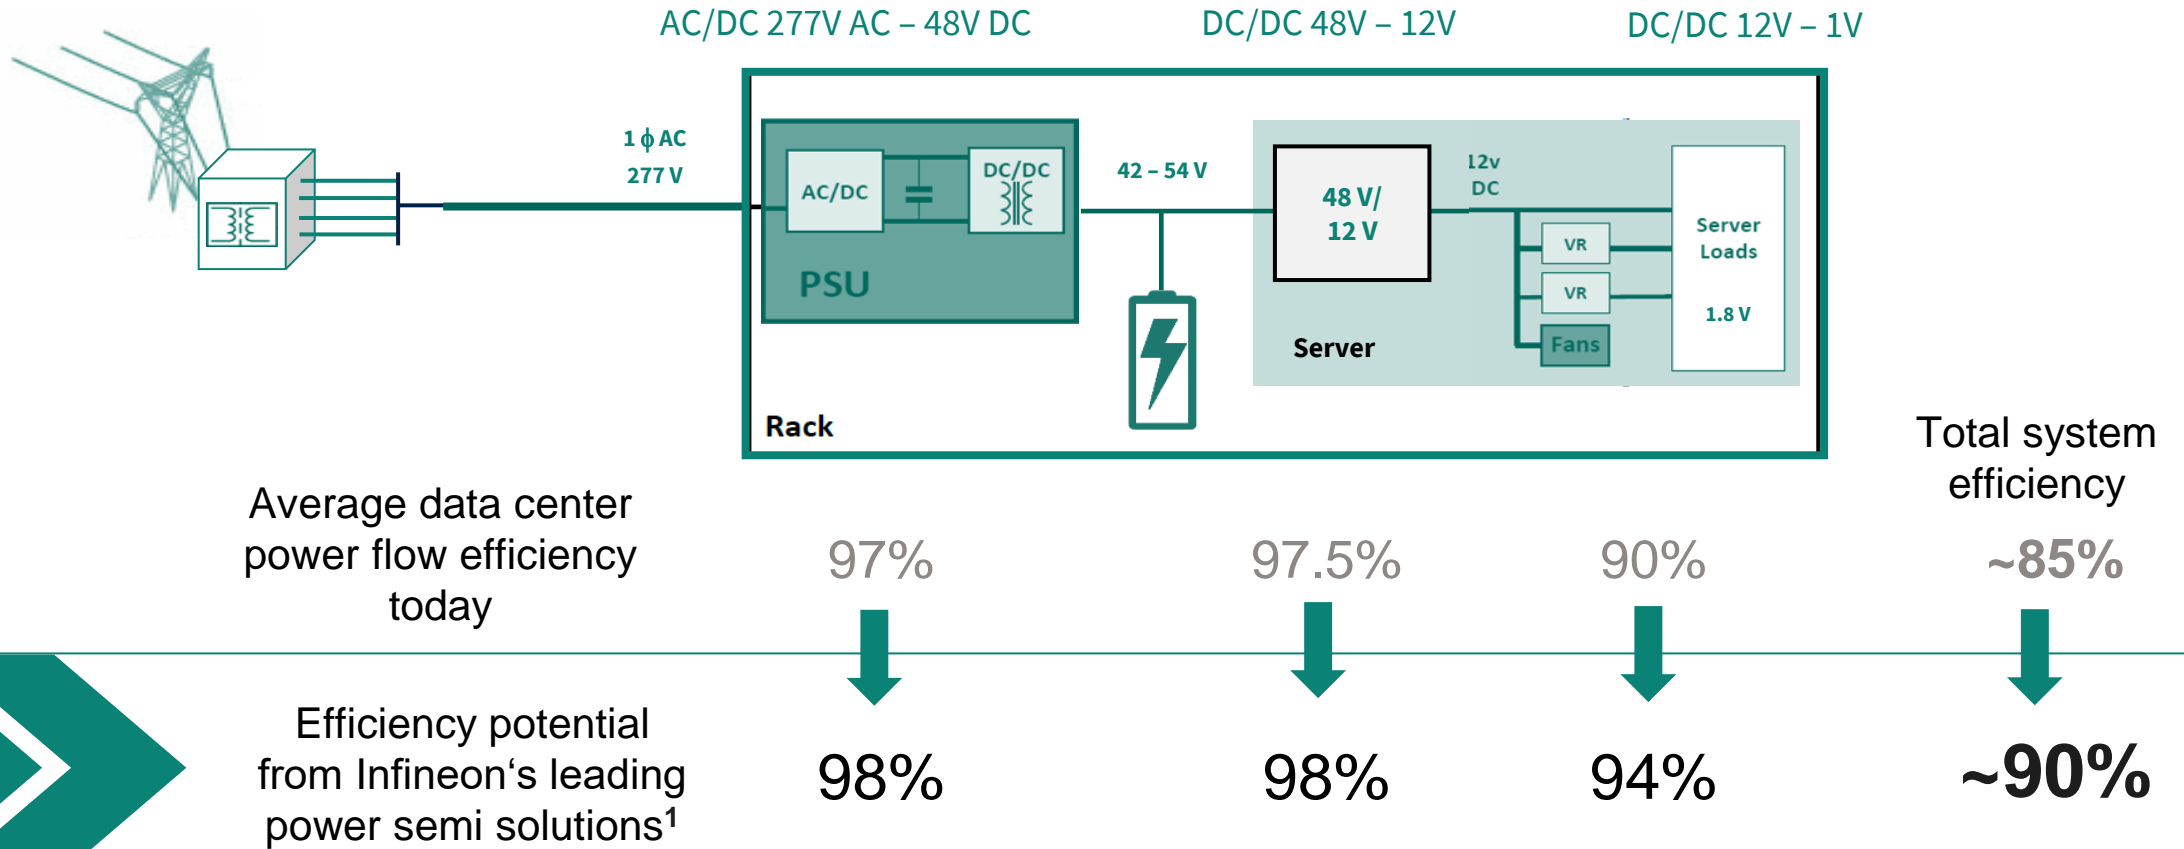 AC/DC 277V AC – 48V DC
DC/DC 48V – 12V
DC/DC 12V – 1V
1 ϕ AC
277 V
AC/DC
DC/DC
PSU
42 – 54 V
48 V/
12 V
12v
DC
VR
VR
Fans
Server
Loads
1.8 V
Server
Rack
Total system
efficiency
Average data center
power flow efficiency
today
97%
97.5%
90%
~85%
Efficiency potential
from Infineon‘s leading
power semi solutions¹
98%
98%
94%
~90%